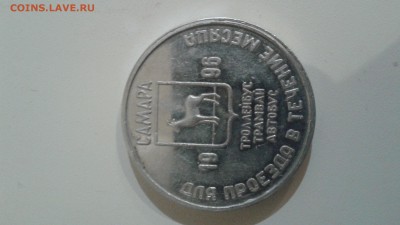 COINS.LAVE.RU
САМАРА
19 96
ТРОЛЛЕЙБУС
ТРАМВАЙ
АВТОБУС
ДЛЯ ПРОЕЗДА В ТЕЧЕНИЕ МЕСЯЦА